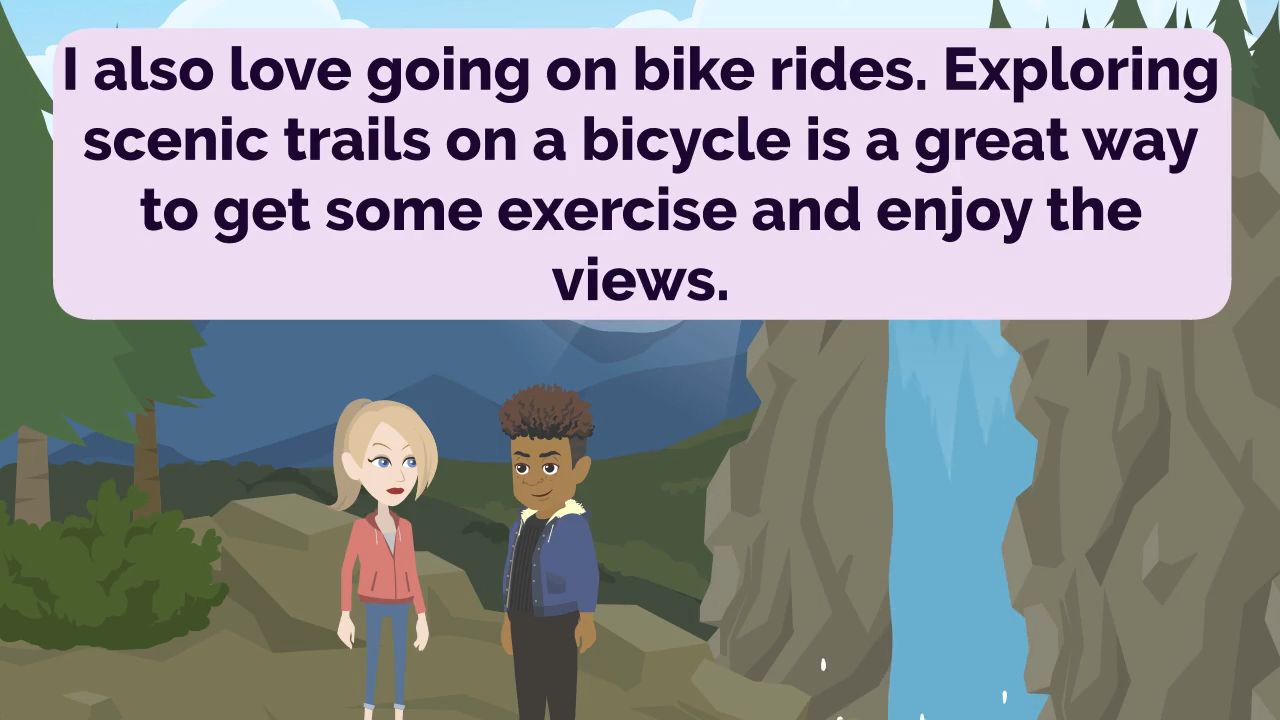 I also love going on bike rides. Exploring
scenic trails on a bicycle is a great way
to get some exercise and enjoy the
views.